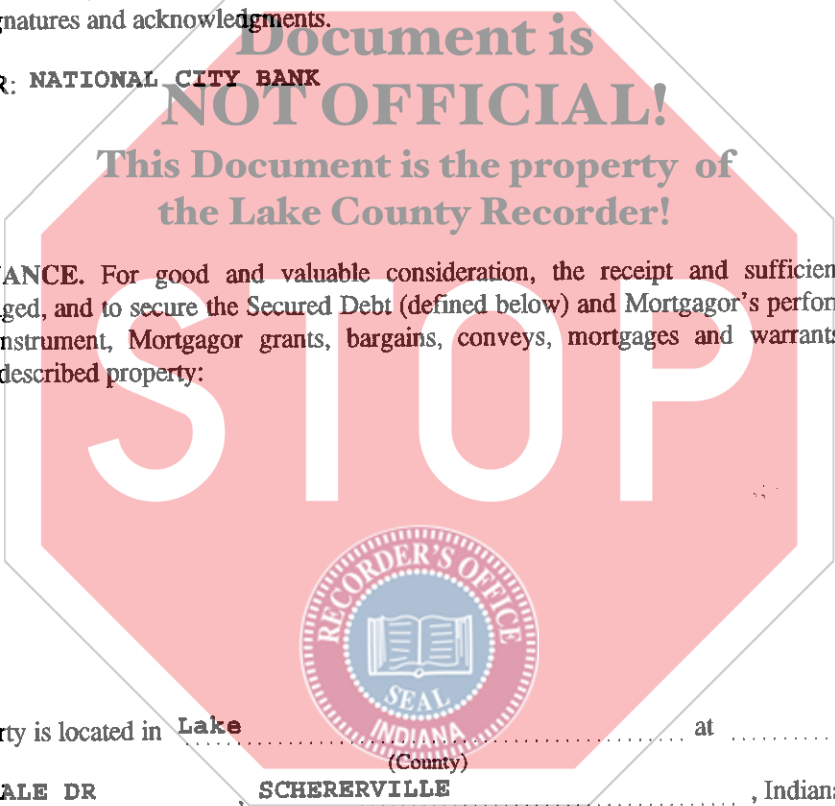 gnatures and acknowledgments.
Document is
R: NATIONAL CITY BANK
NOT OFFICIAL!
This Document is the property of
the Lake County Recorder!
ANCE. For good and valuable consideration, the receipt and sufficien
ged, and to secure the Secured Debt (defined below) and Mortgagor's perfor
nstrument, Mortgagor grants, bargains, conveys, mortgages and warrants
described property:
STOP
RECORDER'S OFFICE
SEAL
INDIANA
rty is located in Lake at
(County)
ALE DR , SCHERERVILLE , Indiana